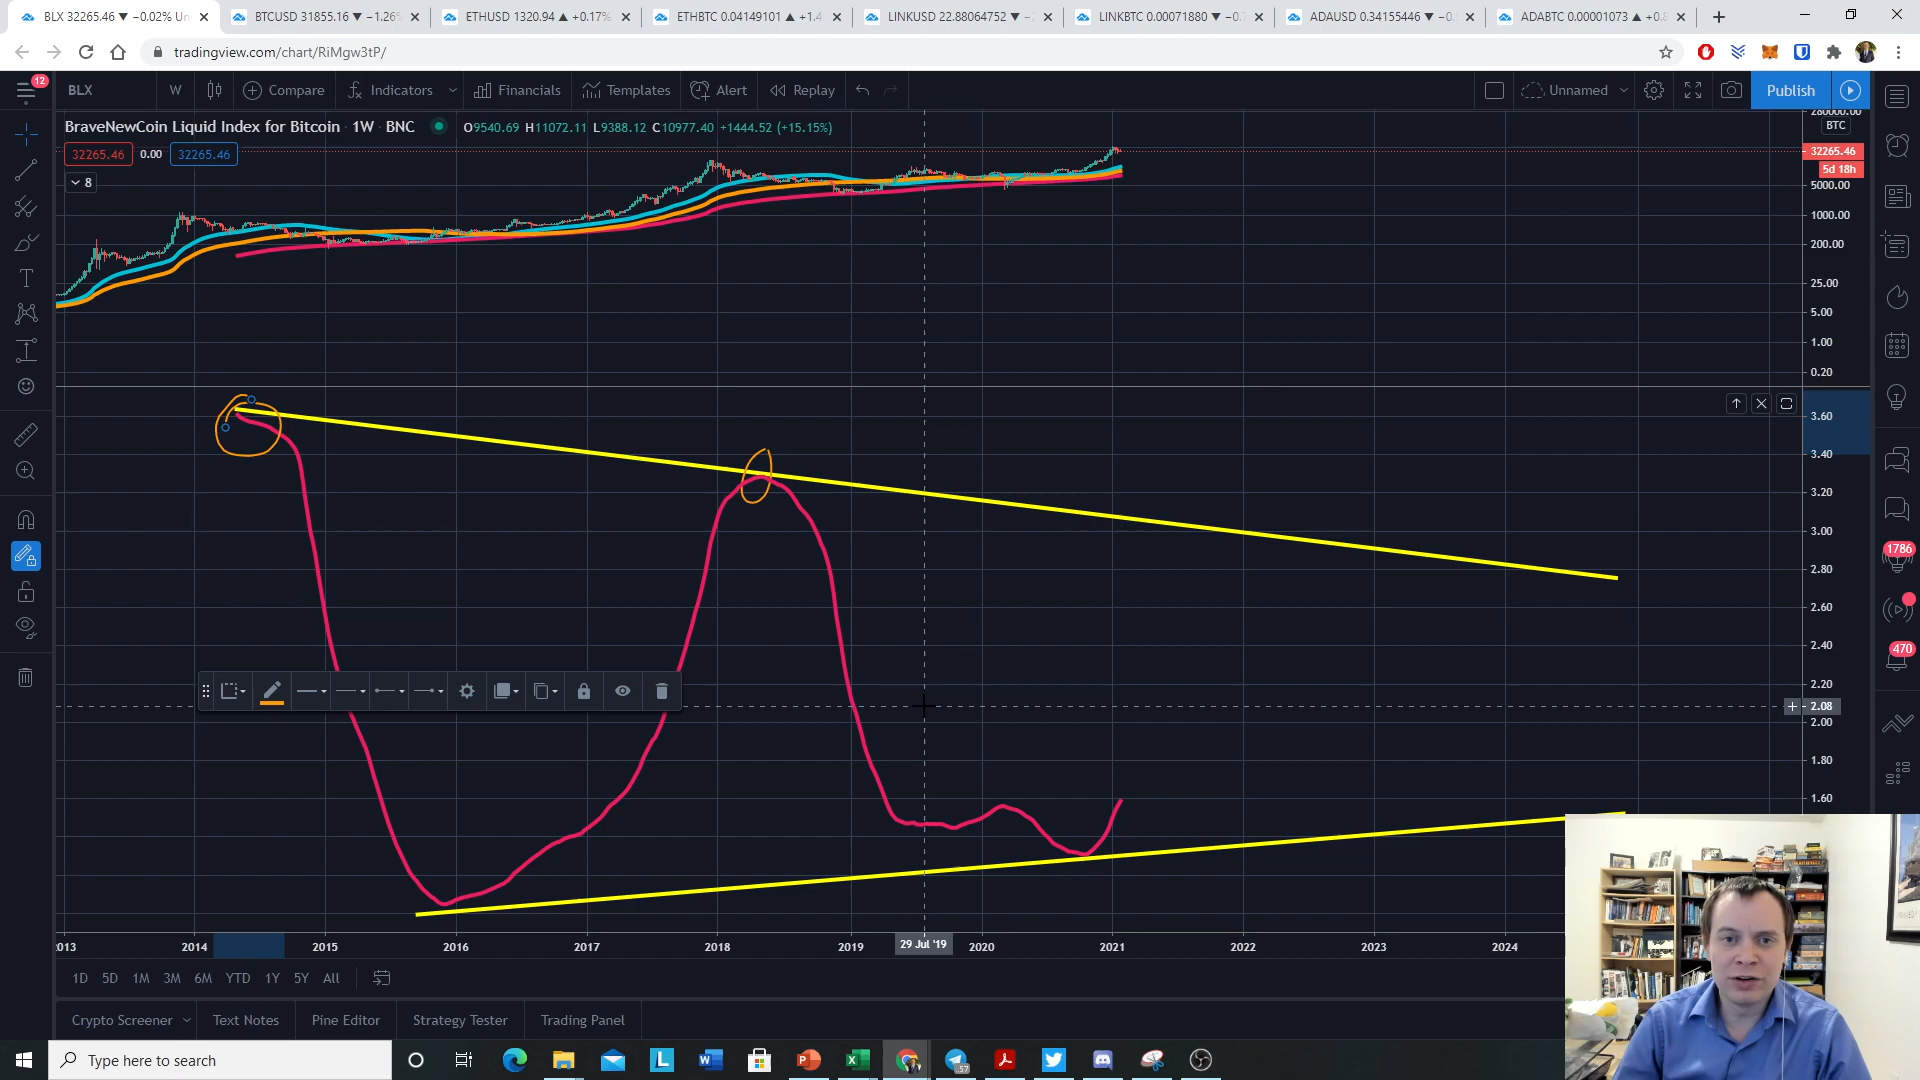 BLX 32265.46 ▼ −0.02% Un
BTCUSD 31855.16 ▼ −1.26%
ETHUSD 1320.94 ▲ +0.17%
ETHBTC 0.04149101 ▲ +1.4
LINKUSD 22.88064752 ▼ −
LINKBTC 0.00071880 ▼ −0.
ADAUSD 0.34155446 ▼ −0.
ADABTC 0.00001073 ▲ +0.
tradingview.com/chart/RiMgw3tP/
12
BLX
W
Compare
Indicators
Financials
Templates
Alert
Replay
Unnamed
Publish
BraveNewCoin Liquid Index for Bitcoin · 1W · BNC
O9540.69 H11072.11 L9388.12 C10977.40 +1444.52 (+15.15%)
32265.46 0.00 32265.46
8
280000.00
BTC
32265.46
5d 18h
5000.00
1000.00
200.00
25.00
5.00
1.00
0.20
3.60
3.40
3.20
3.00
2.80
2.60
2.40
2.20
2.08
2.00
1.80
1.60
1786
470
2013 2014 2015 2016 2017 2018 2019 29 Jul '19 2020 2021 2022 2023 2024
1D 5D 1M 3M 6M YTD 1Y 5Y All
Crypto Screener
Text Notes
Pine Editor
Strategy Tester
Trading Panel
Type here to search
57